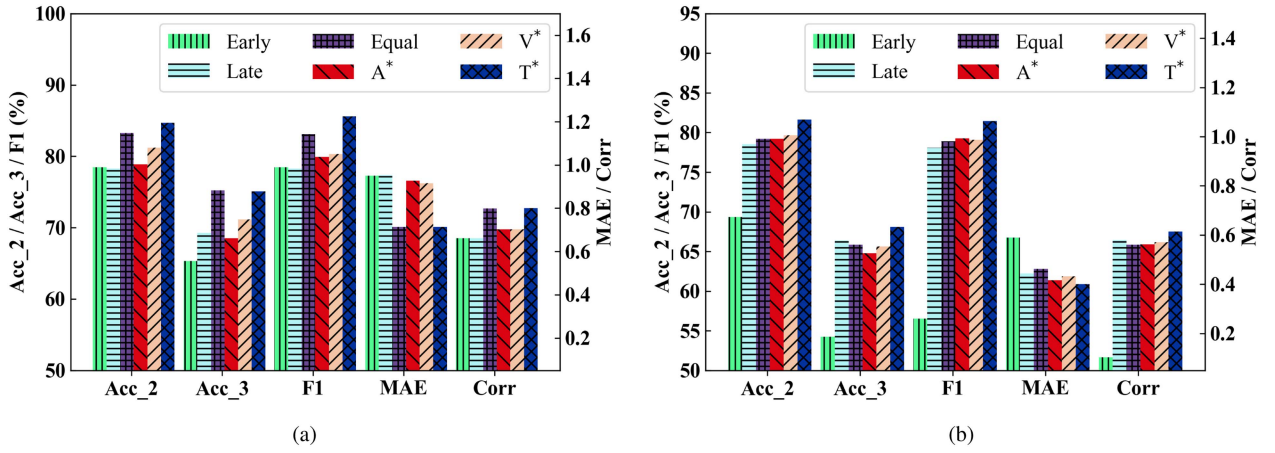 100
90
80
70
60
50
Acc_2 / Acc_3 / F1 (%)
Early
Equal
V*
Late
A*
T*
1.6
1.4
1.2
1.0
0.8
0.6
0.4
0.2
MAE / Corr
Acc_2 Acc_3 F1 MAE Corr
(a)
95
90
85
80
75
70
65
60
55
50
Acc_2 / Acc_3 / F1 (%)
Early
Equal
V*
Late
A*
T*
1.4
1.2
1.0
0.8
0.6
0.4
0.2
MAE / Corr
Acc_2 Acc_3 F1 MAE Corr
(b)